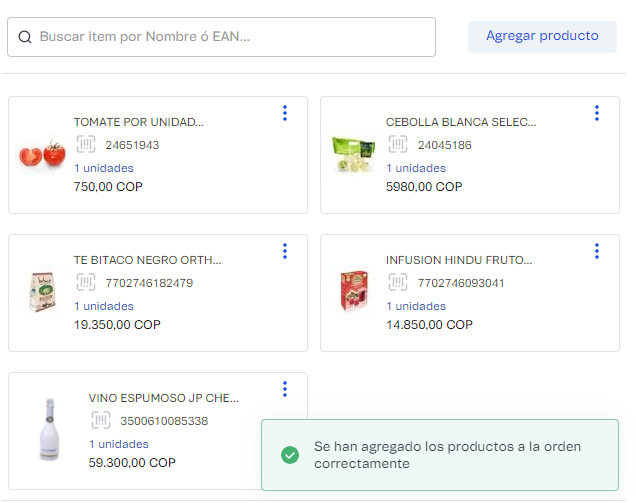 Buscar item por Nombre ó EAN...
Agregar producto
TOMATE POR UNIDAD...
24651943
1 unidades
750,00 COP
CEBOLLA BLANCA SELEC...
24045186
1 unidades
5980,00 COP
TE BITACO NEGRO ORTH...
7702746182479
1 unidades
19.350,00 COP
INFUSION HINDU FRUTO...
7702746093041
1 unidades
14.850,00 COP
VINO ESPUMOSO JP CHE...
3500610085338
1 unidades
59.300,00 COP
Se han agregado los productos a la orden
correctamente